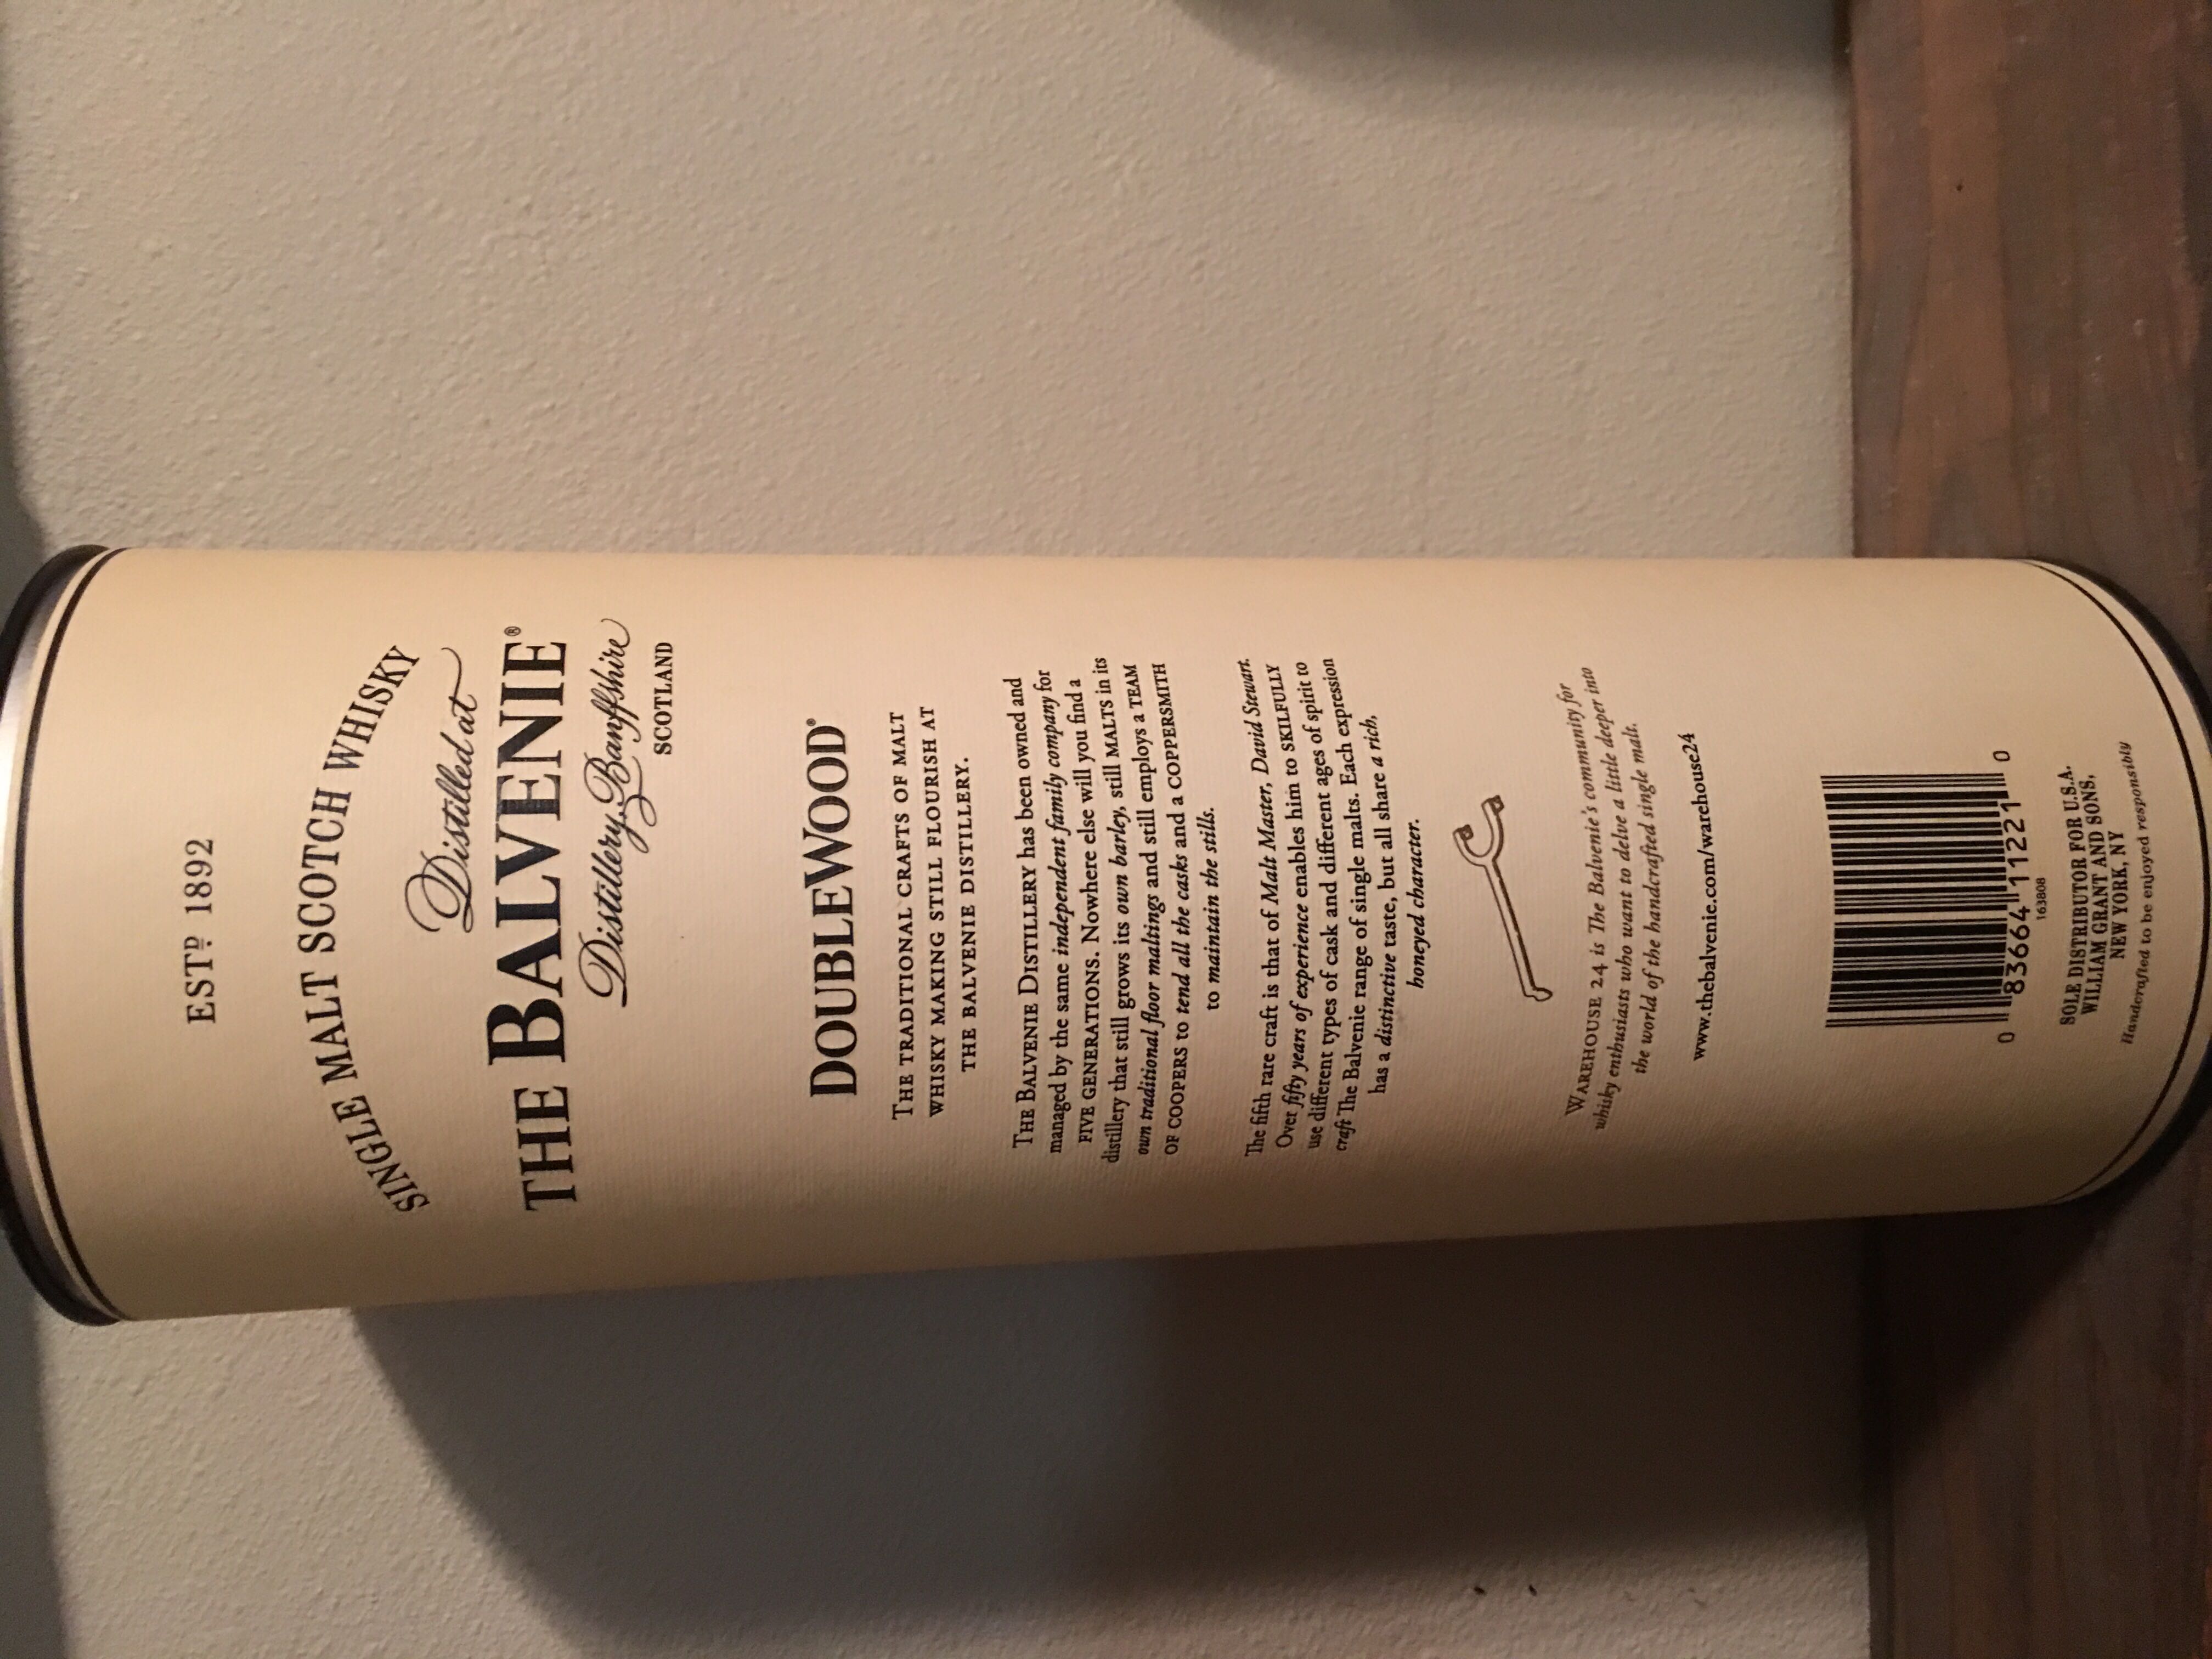 ESTD 1892
SINGLE MALT SCOTCH WHISKY
Distilled at
THE BALVENIE®
Distillery, Banffshire
SCOTLAND
DOUBLEWOOD®
THE TRADITIONAL CRAFTS OF MALT
WHISKY MAKING STILL FLOURISH AT
THE BALVENIE DISTILLERY.
THE BALVENIE DISTILLERY has been owned and
managed by the same independent family company for
FIVE GENERATIONS. Nowhere else will you find a
distillery that still grows its own barley, still MALTS in its
own traditional floor maltings and still employs a TEAM
OF COOPERS to tend all the casks and a COPPERSMITH
to maintain the stills.
The fifth rare craft is that of Malt Master, David Stewart.
Over fifty years of experience enables him to SKILFULLY
use different types of cask and different ages of spirit to
craft The Balvenie range of single malts. Each expression
has a distinctive taste, but all share a rich,
honeyed character.
WAREHOUSE 24 is The Balvenie's community for
whisky enthusiasts who want to delve a little deeper into
the world of the handcrafted single malt.
www.thebalvenie.com/warehouse24
0 83664 11221 0
163808
SOLE DISTRIBUTOR FOR U.S.A.
WILLIAM GRANT AND SONS,
NEW YORK, NY
Handcrafted to be enjoyed responsibly